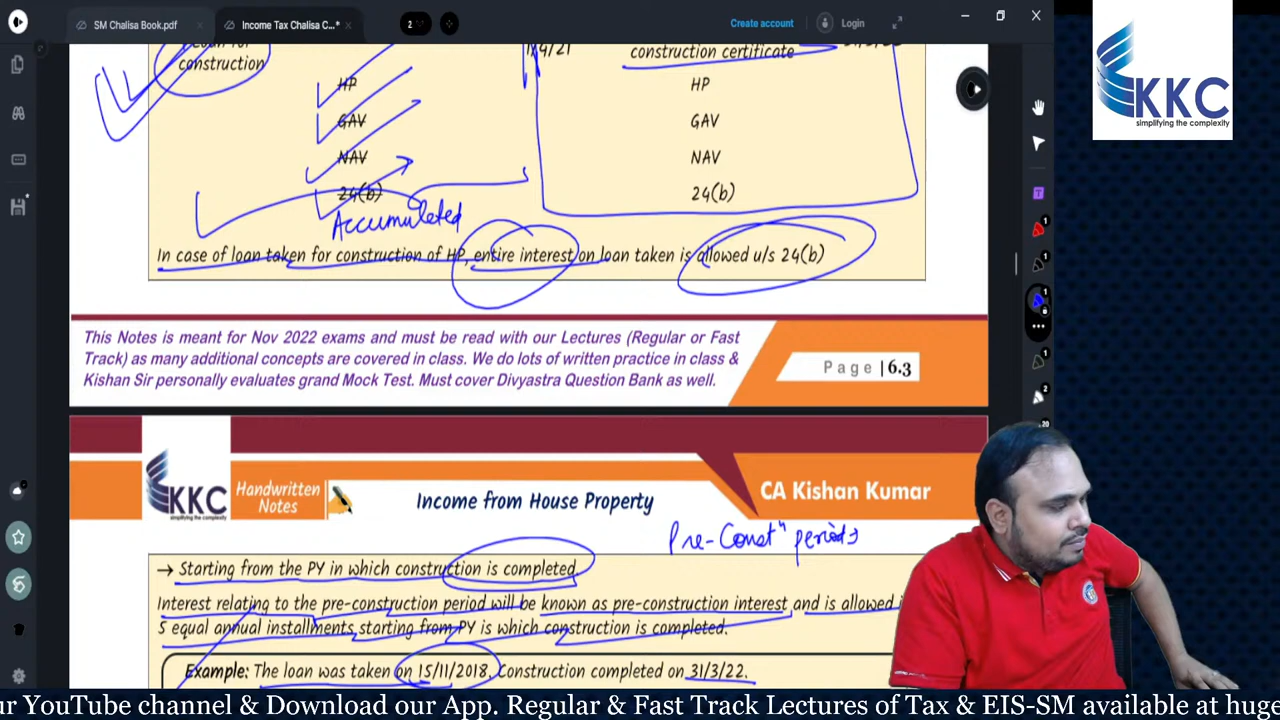 SM Chalisa Book.pdf
Income Tax Chalisa C...*
2
Create account
Login
construction
1/4/21
construction certificate
HP
HP
GAV
GAV
NAV
NAV
24(b)
24(b)
Accumulated
In case of loan taken for construction of HP, entire interest on loan taken is allowed u/s 24(b)
This Notes is meant for Nov 2022 exams and must be read with our Lectures (Regular or Fast
Track) as many additional concepts are covered in class. We do lots of written practice in class &
Kishan Sir personally evaluates grand Mock Test. Must cover Divyastra Question Bank as well.
Page | 6.3
KKC
simplifying the complexity
KKC
simplifying the complexity
Handwritten
Notes
Income from House Property
CA Kishan Kumar
Pre-Constn period
→ Starting from the PY in which construction is completed
Interest relating to the pre-construction period will be known as pre-construction interest and is allowed
5 equal annual installments starting from PY is which construction is completed.
Example: The loan was taken on 15/11/2018. Construction completed on 31/3/22.
ur YouTube channel & Download our App. Regular & Fast Track Lectures of Tax & EIS-SM available at huge